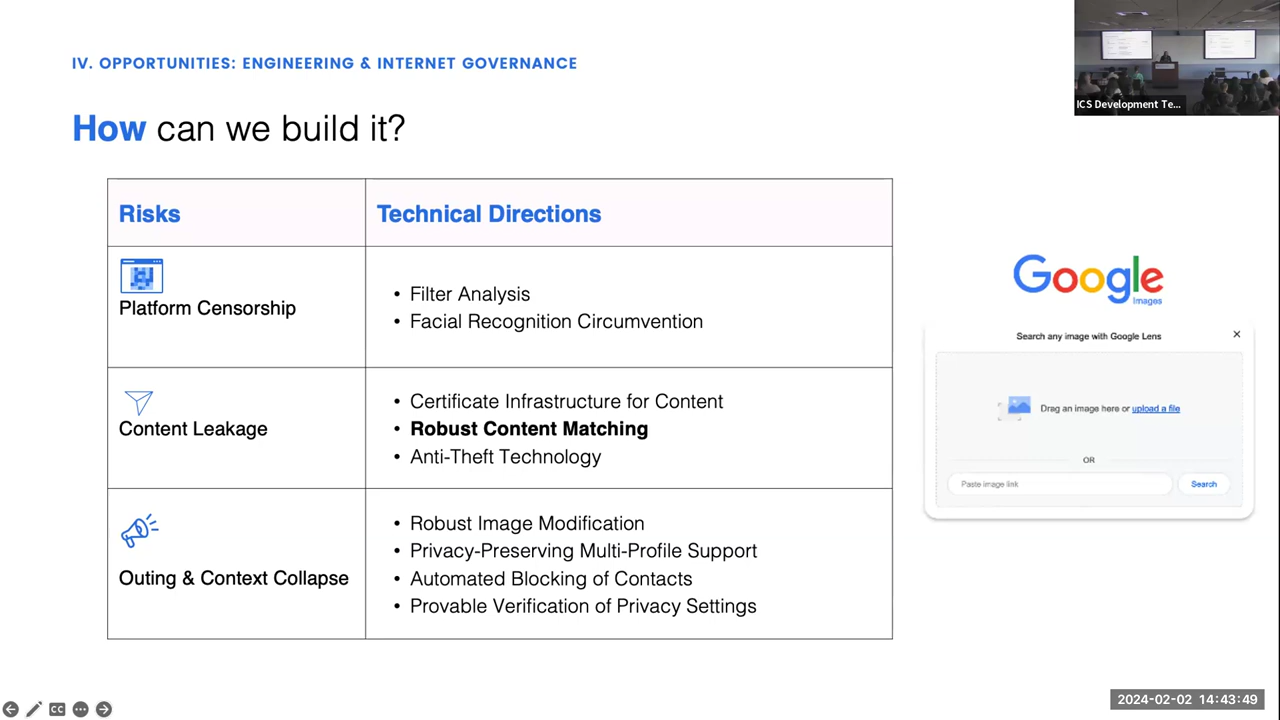 IV. OPPORTUNITIES: ENGINEERING & INTERNET GOVERNANCE
How can we build it?
Risks
Technical Directions
Platform Censorship
• Filter Analysis
• Facial Recognition Circumvention
Content Leakage
• Certificate Infrastructure for Content
• Robust Content Matching
• Anti-Theft Technology
Outing & Context Collapse
• Robust Image Modification
• Privacy-Preserving Multi-Profile Support
• Automated Blocking of Contacts
• Provable Verification of Privacy Settings
Google
Images
Search any image with Google Lens
Drag an image here or upload a file
OR
Paste image link
Search
ICS Development Te...
CC
2024-02-02 14:43:49